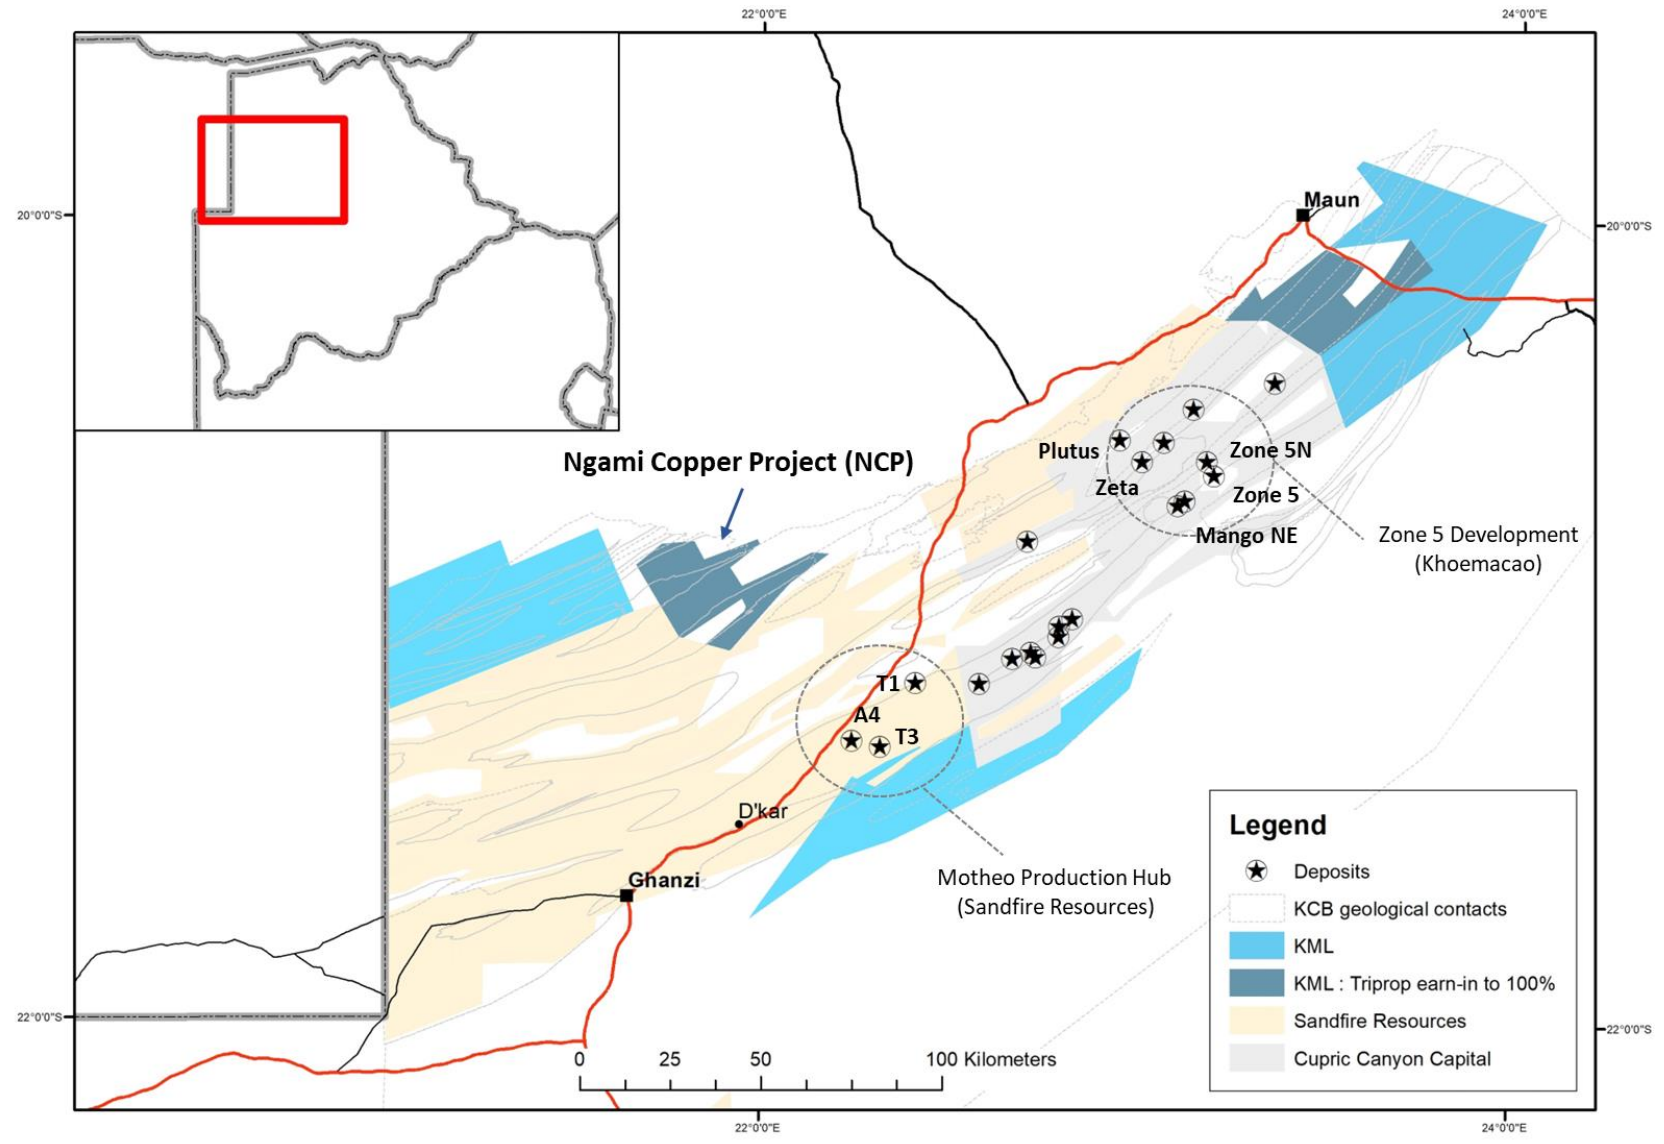 22°0'0"E
24°0'0"E
20°0'0"S
20°0'0"S
Maun
Ngami Copper Project (NCP)
Plutus
Zone 5N
Zeta
Zone 5
Mango NE
Zone 5 Development
(Khoemacao)
T1
A4
T3
D'kar
Ghanzi
Motheo Production Hub
(Sandfire Resources)
Legend
Deposits
KCB geological contacts
KML
KML : Triprop earn-in to 100%
Sandfire Resources
Cupric Canyon Capital
22°0'0"S
22°0'0"S
0 25 50 100 Kilometers
22°0'0"E
24°0'0"E